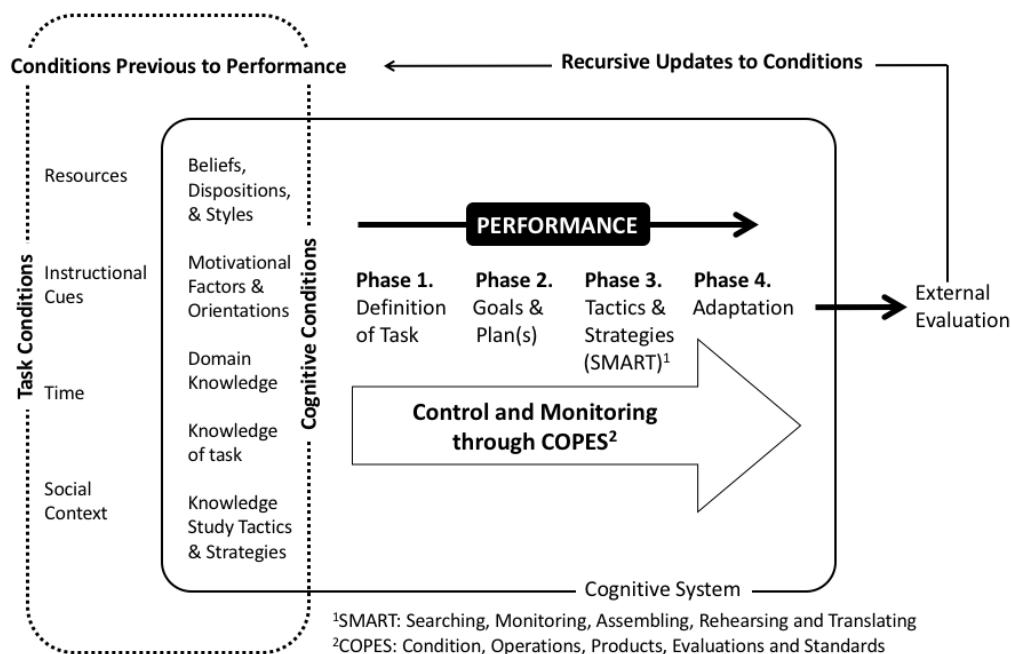 Conditions Previous to Performance
Recursive Updates to Conditions
Task Conditions
Resources
Instructional
Cues
Time
Social
Context
Beliefs,
Dispositions,
& Styles
Motivational
Factors &
Orientations
Domain
Knowledge
Knowledge
of task
Knowledge
Study Tactics
& Strategies
Cognitive Conditions
PERFORMANCE
Phase 1.
Definition
of Task
Phase 2.
Goals &
Plan(s)
Phase 3.
Tactics &
Strategies
(SMART)¹
Phase 4.
Adaptation
Control and Monitoring
through COPES²
External
Evaluation
Cognitive System
¹SMART: Searching, Monitoring, Assembling, Rehearsing and Translating
²COPES: Condition, Operations, Products, Evaluations and Standards